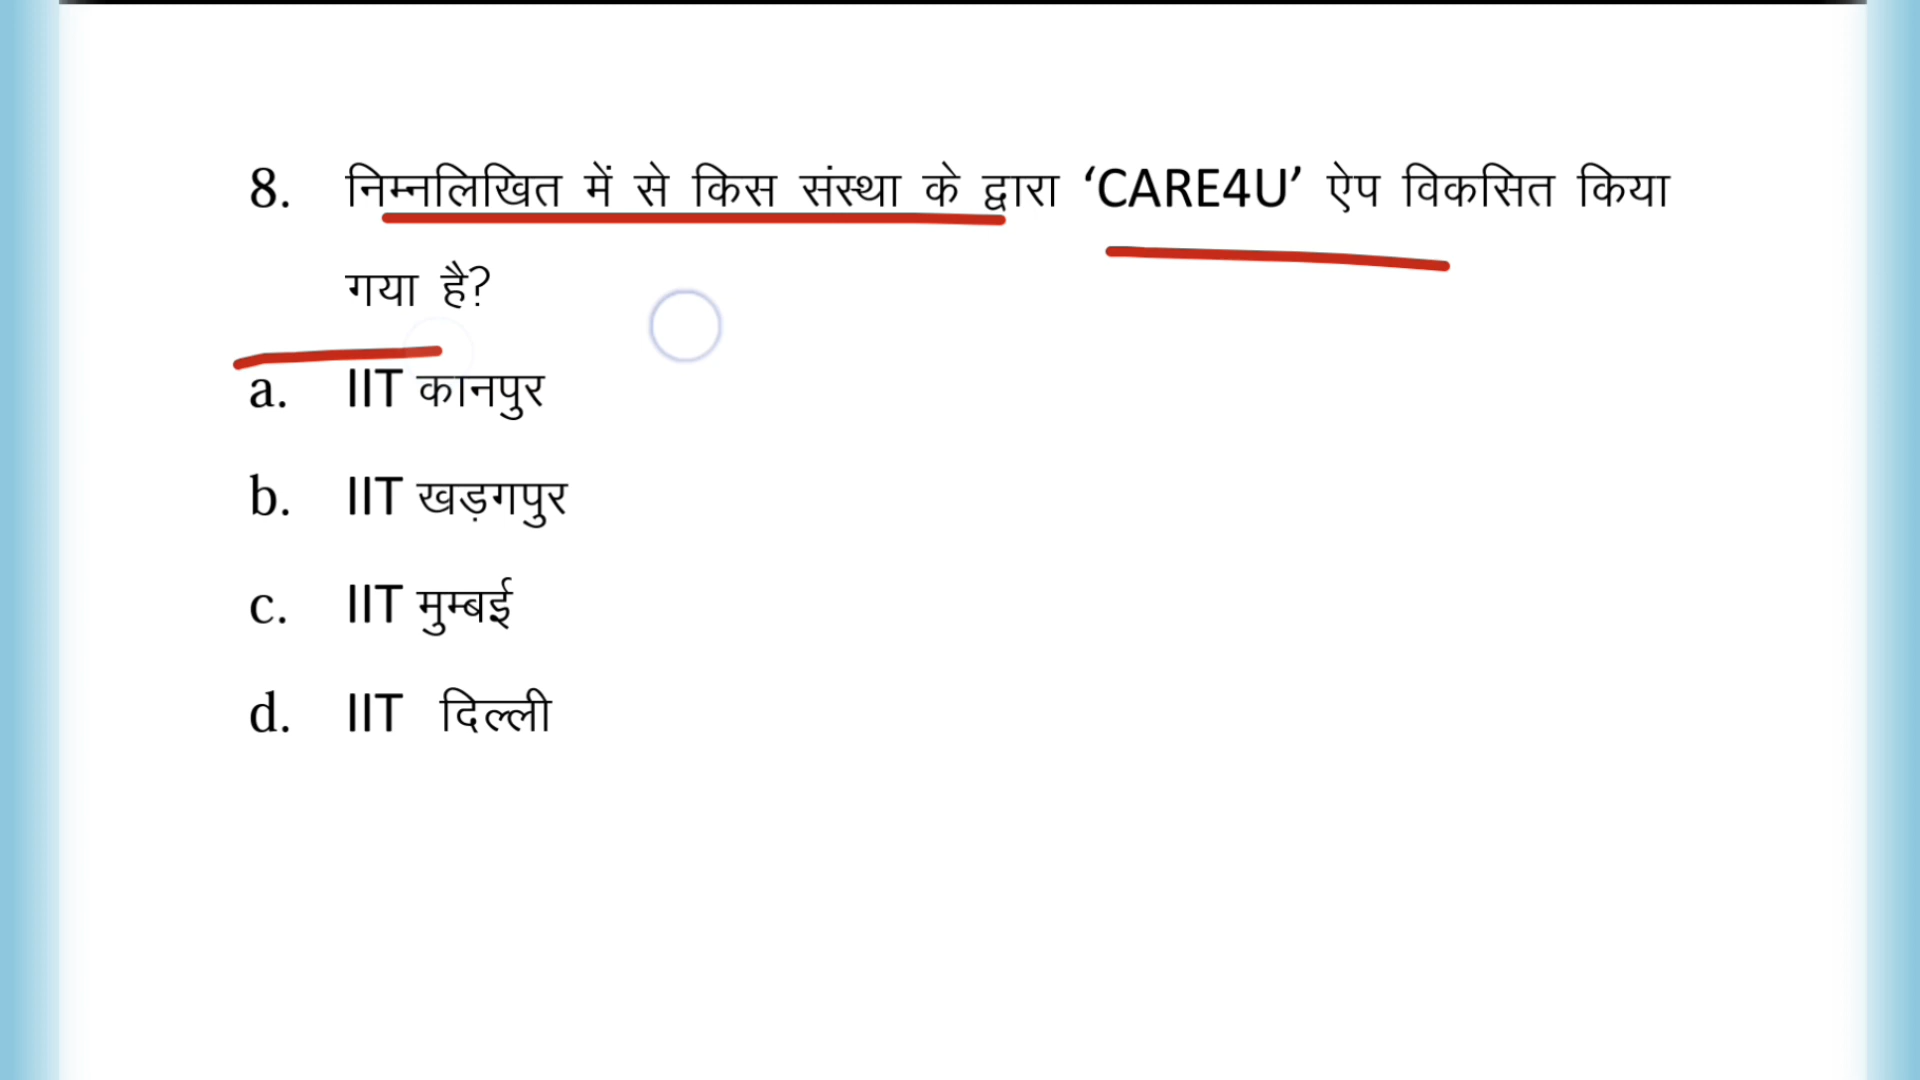 8. निम्नलिखित में से किस संस्था के द्वारा ‘CARE4U’ ऐप विकसित किया
गया है?
a. IIT कानपुर
b. IIT खड़गपुर
c. IIT मुम्बई
d. IIT दिल्ली